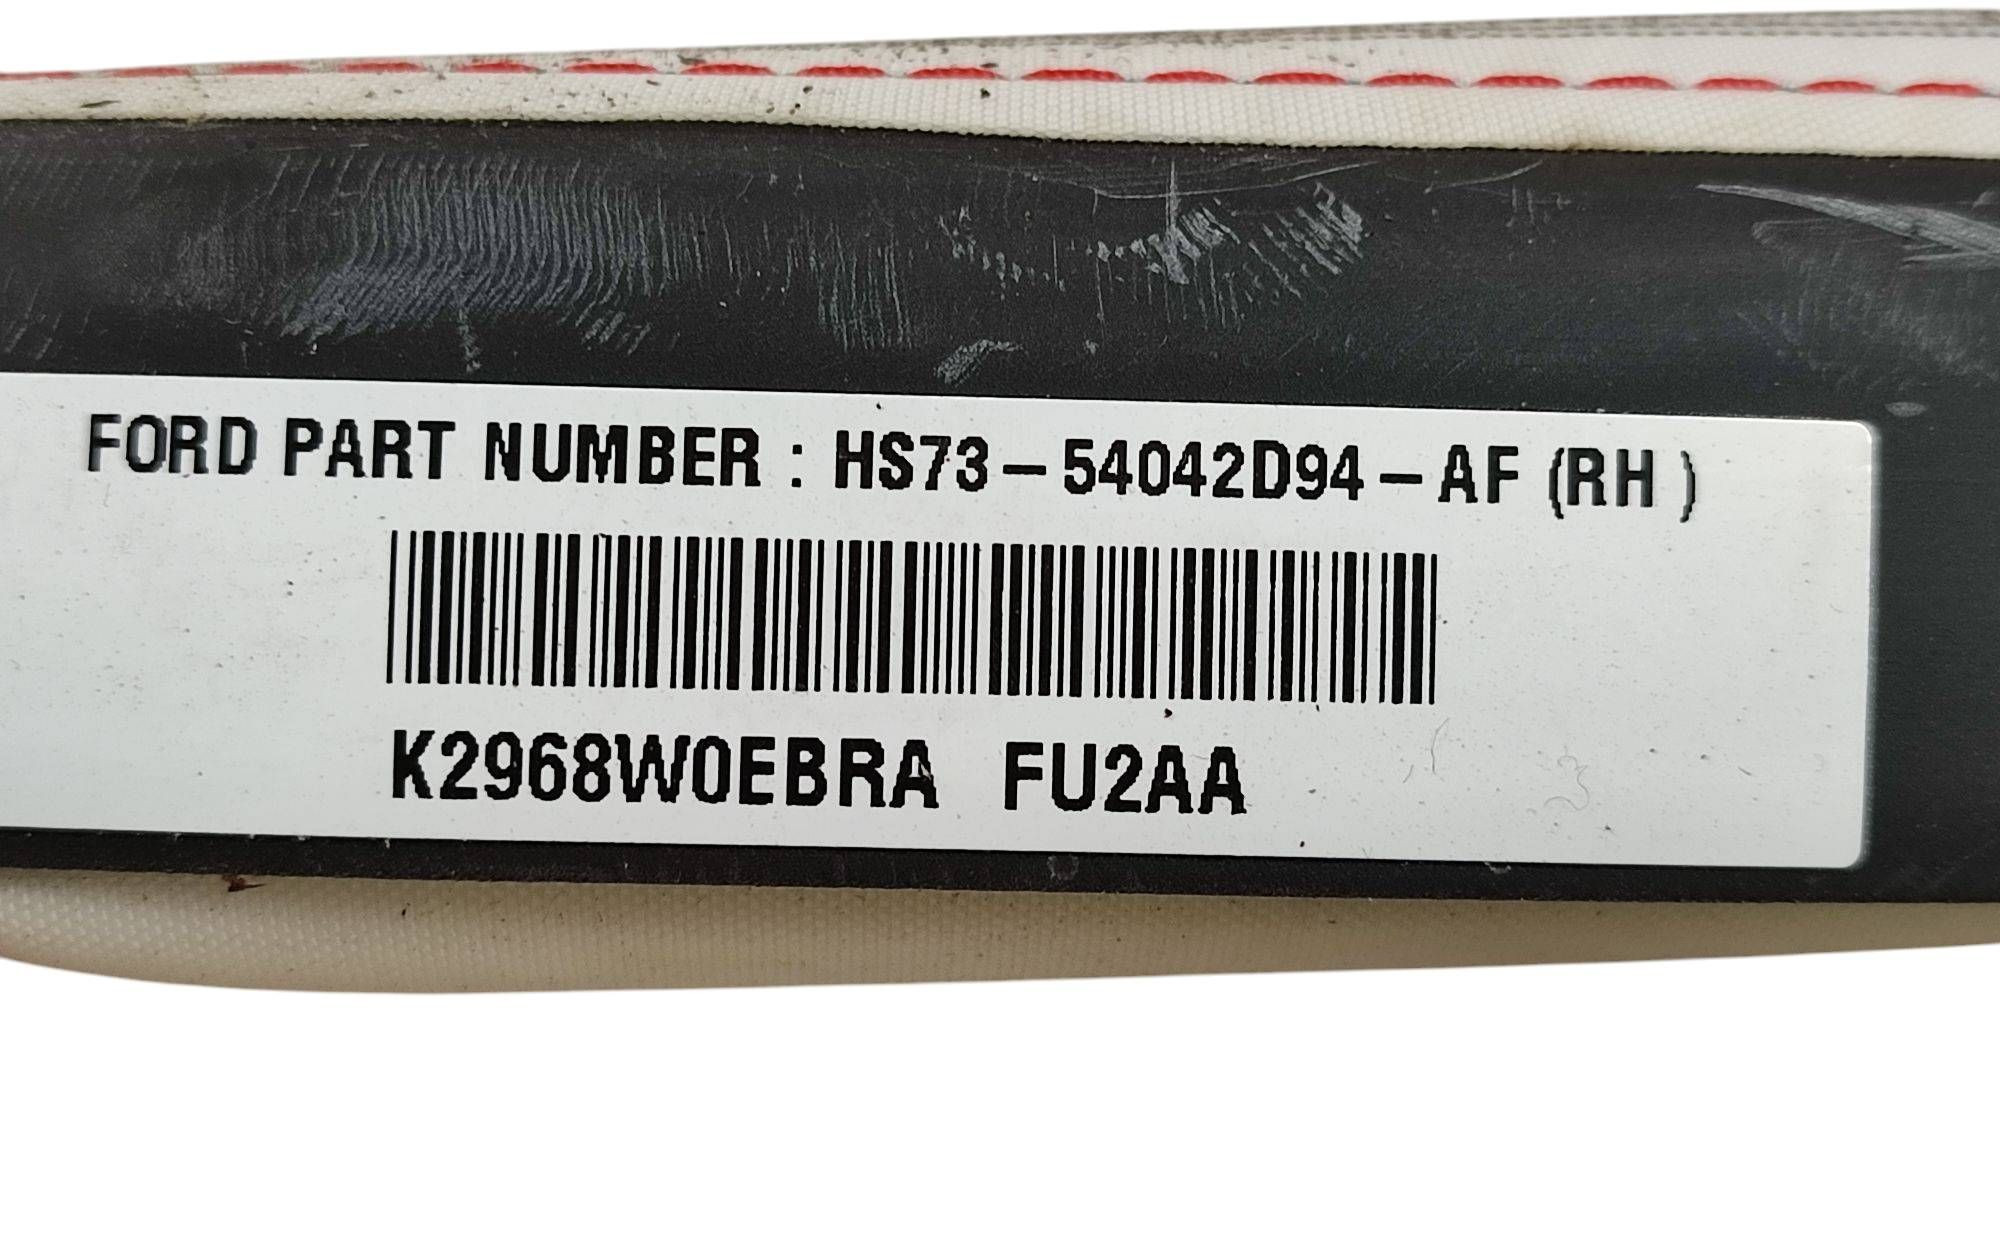 FORD PART NUMBER : HS73-54042D94-AF (RH )
K2968W0EBRA FU2AA